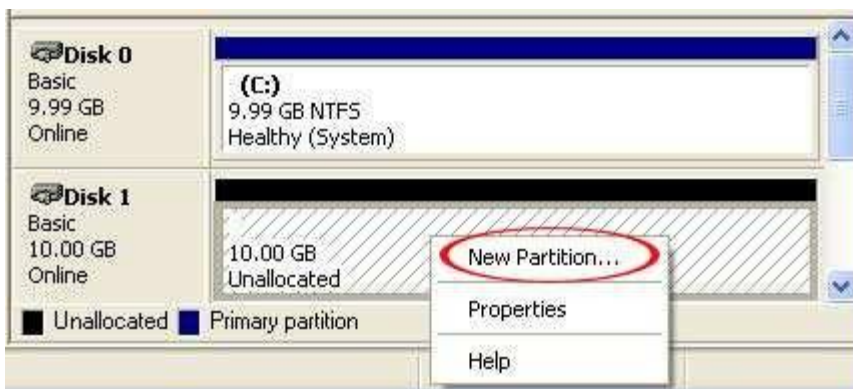 Disk 0
Basic
9.99 GB
Online
(C:)
9.99 GB NTFS
Healthy (System)
Disk 1
Basic
10.00 GB
Online
10.00 GB
Unallocated
New Partition...
Properties
Help
Unallocated Primary partition